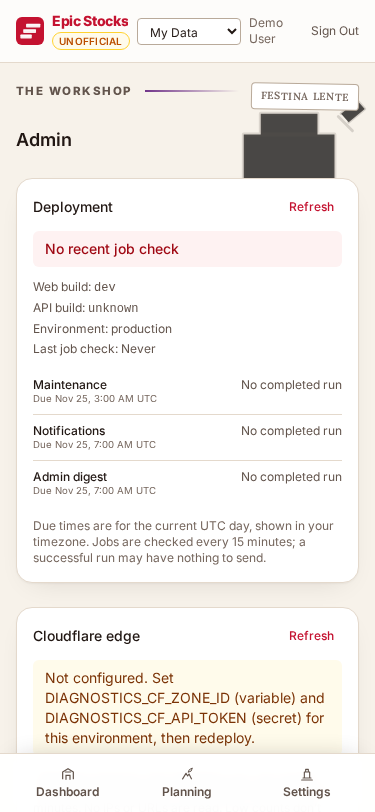 Epic Stocks
UNOFFICIAL
My Data
Demo
User
Sign Out
THE WORKSHOP
FESTINA LENTE
Admin
Deployment
Refresh
No recent job check
Web build: dev
API build: unknown
Environment: production
Last job check: Never
Maintenance
No completed run
Due Nov 25, 3:00 AM UTC
Notifications
No completed run
Due Nov 25, 7:00 AM UTC
Admin digest
No completed run
Due Nov 25, 7:00 AM UTC
Due times are for the current UTC day, shown in your
timezone. Jobs are checked every 15 minutes; a
successful run may have nothing to send.
Cloudflare edge
Refresh
Not configured. Set
DIAGNOSTICS_CF_ZONE_ID (variable) and
DIAGNOSTICS_CF_API_TOKEN (secret) for
this environment, then redeploy.
Dashboard
Planning
Settings